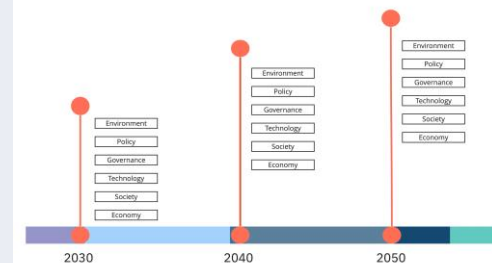 Environment
Policy
Governance
Technology
Society
Economy
Environment
Policy
Governance
Technology
Society
Economy
Environment
Policy
Governance
Technology
Society
Economy
2030
2040
2050